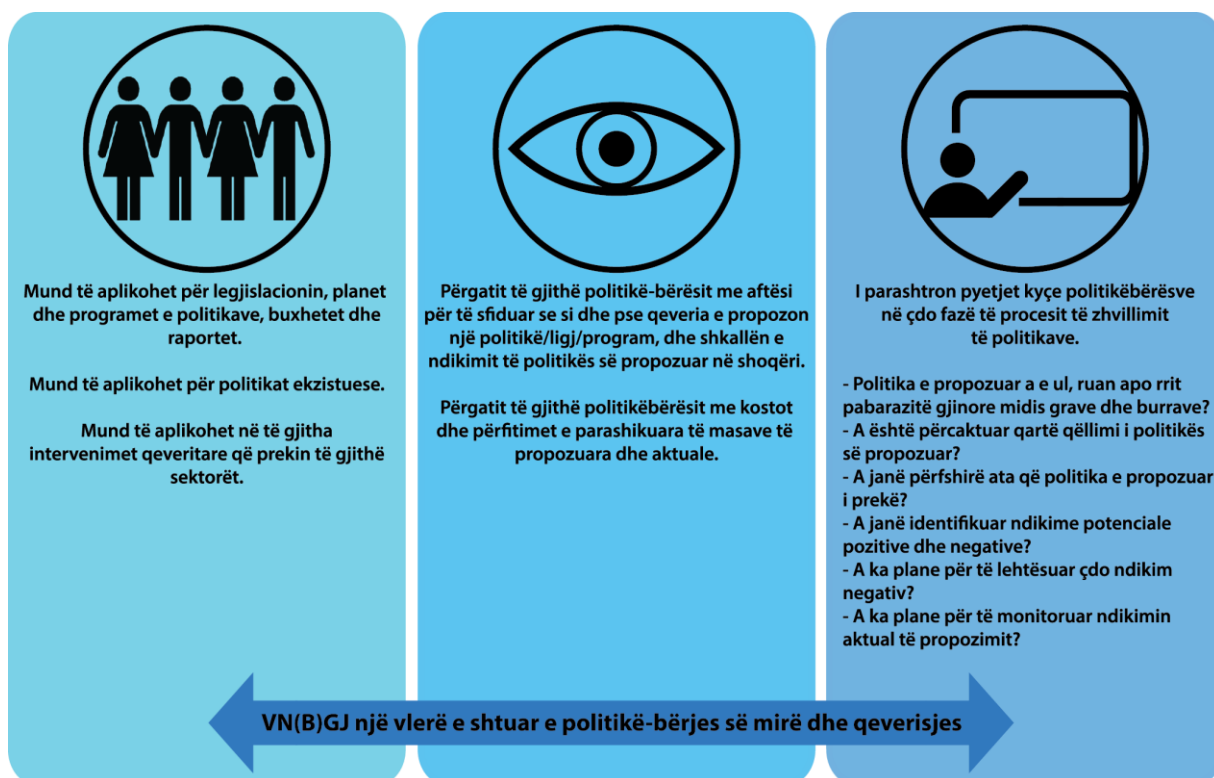 Mund të aplikohet për legjislacionin, planet
dhe programet e politikave, buxhetet dhe
raportet.
Mund të aplikohet për politikat ekzistuese.
Mund të aplikohet në të gjitha
intervenimet qeveritare që prekin të gjithë
sektorët.
Përgatit të gjithë politikë-bërësit me aftësi
për të sfiduar se si dhe pse qeveria e propozon
një politikë/ligj/program, dhe shkallën e
ndikimit të politikës së propozuar në shoqëri.
Përgatit të gjithë politikëbërësit me kostot
dhe përfitimet e parashikuara të masave të
propozuara dhe aktuale.
I parashtron pyetjet kyçe politikëbërësve
në çdo fazë të procesit të zhvillimit
të politikave.
- Politika e propozuar a e ul, ruan apo rrit
pabarazitë gjinore midis grave dhe burrave?
- A është përcaktuar qartë qëllimi i politikës
së propozuar?
- A janë përfshirë ata që politika e propozuar
i prekë?
- A janë identifikuar ndikime potenciale
pozitive dhe negative?
- A ka plane për të lehtësuar çdo ndikim
negativ?
- A ka plane për të monitoruar ndikimin
aktual të propozimit?
VN(B)GJ një vlerë e shtuar e politikë-bërjes së mirë dhe qeverisjes